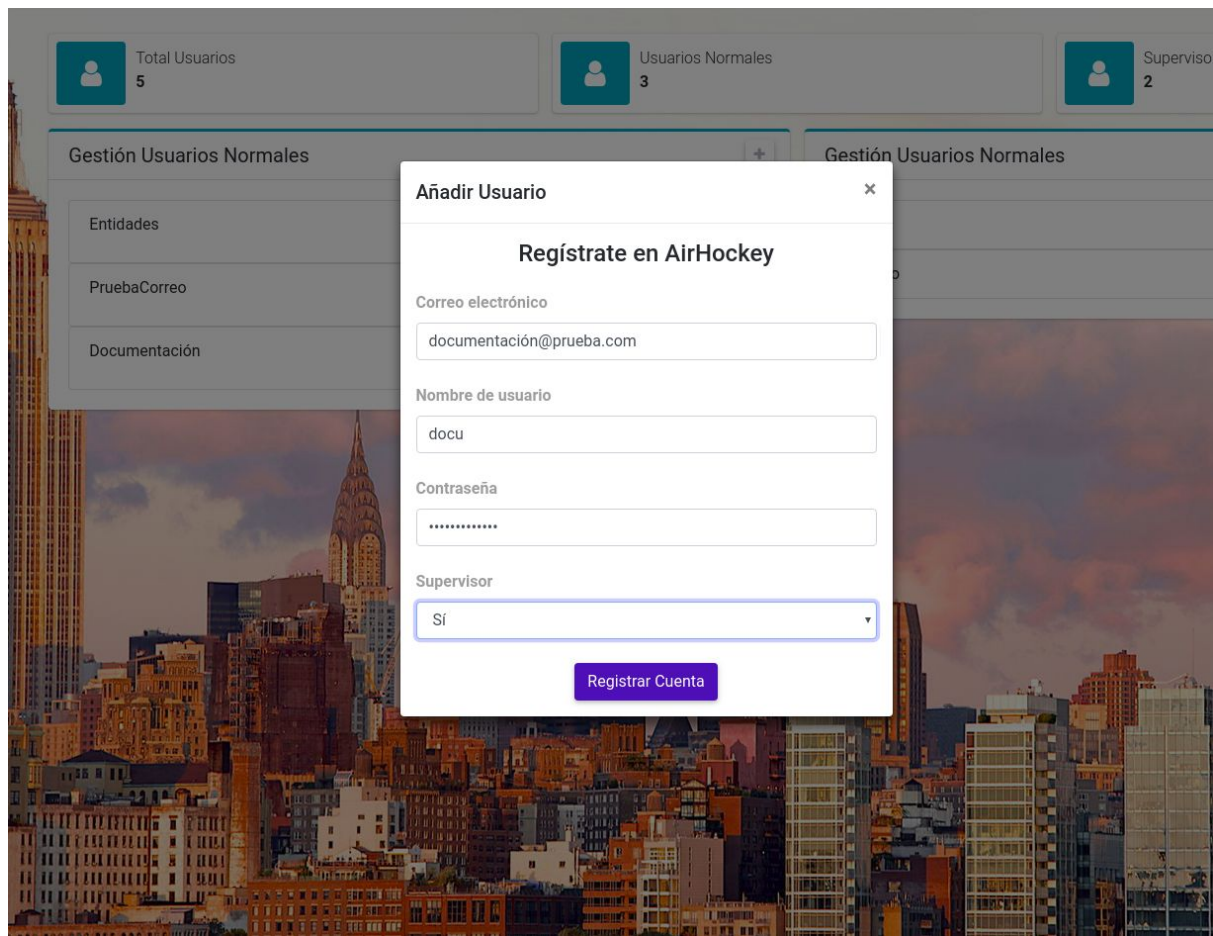 Total Usuarios
5
Usuarios Normales
3
2
Gestión Usuarios Normales
+
Gestión Usuarios Normales
Entidades
PruebaCorreo
Documentación
Añadir Usuario
×
Regístrate en AirHockey
Correo electrónico
documentación@prueba.com
Nombre de usuario
docu
Contraseña
•••••••••••••
Supervisor
Sí
Registrar Cuenta